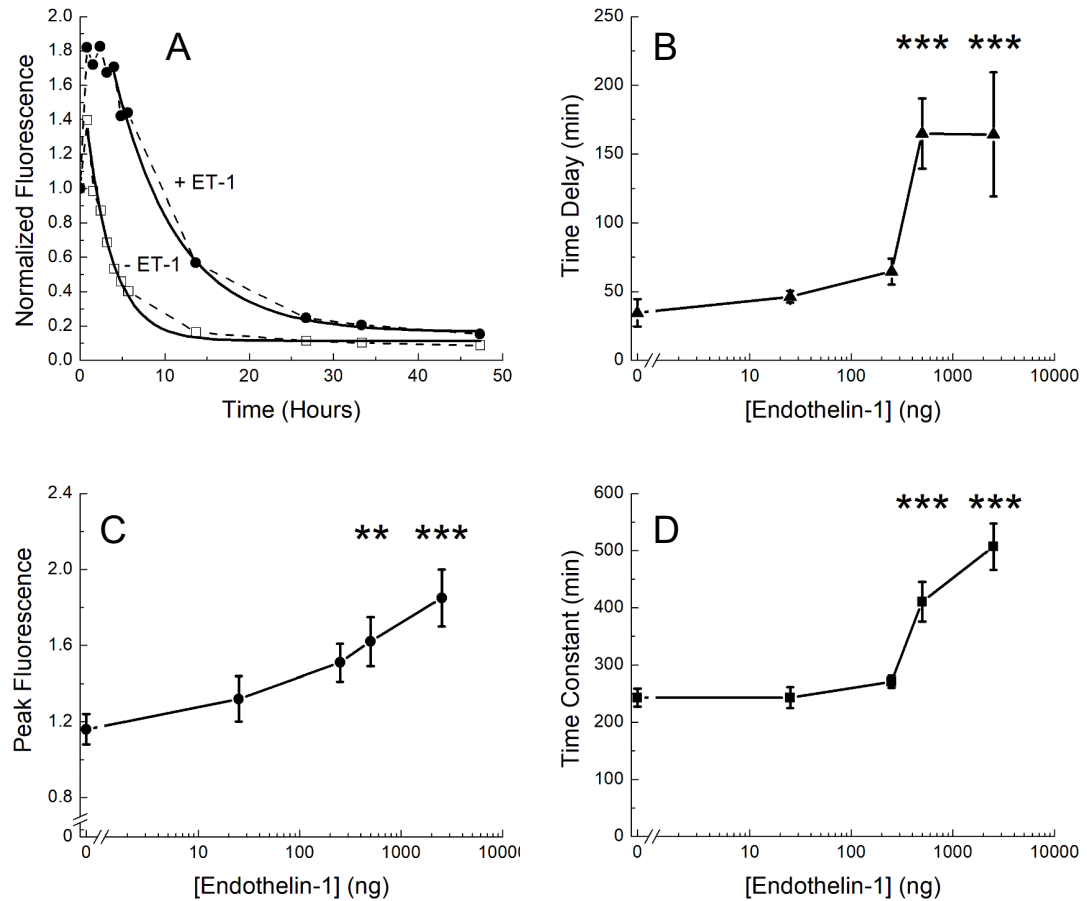 A
Normalized Fluorescence
2.0
1.8
1.6
1.4
1.2
1.0
0.8
0.6
0.4
0.2
0.0
+ ET-1
- ET-1
0 10 20 30 40 50
Time (Hours)
B
***
***
Time Delay (min)
250
200
150
100
50
0
0 10 100 1000 10000
[Endothelin-1] (ng)
C
**
***
Peak Fluorescence
2.4
2.0
1.6
1.2
0.8
0
0 10 100 1000 10000
[Endothelin-1] (ng)
D
***
***
Time Constant (min)
600
500
400
300
200
100
0
0 10 100 1000 10000
[Endothelin-1] (ng)